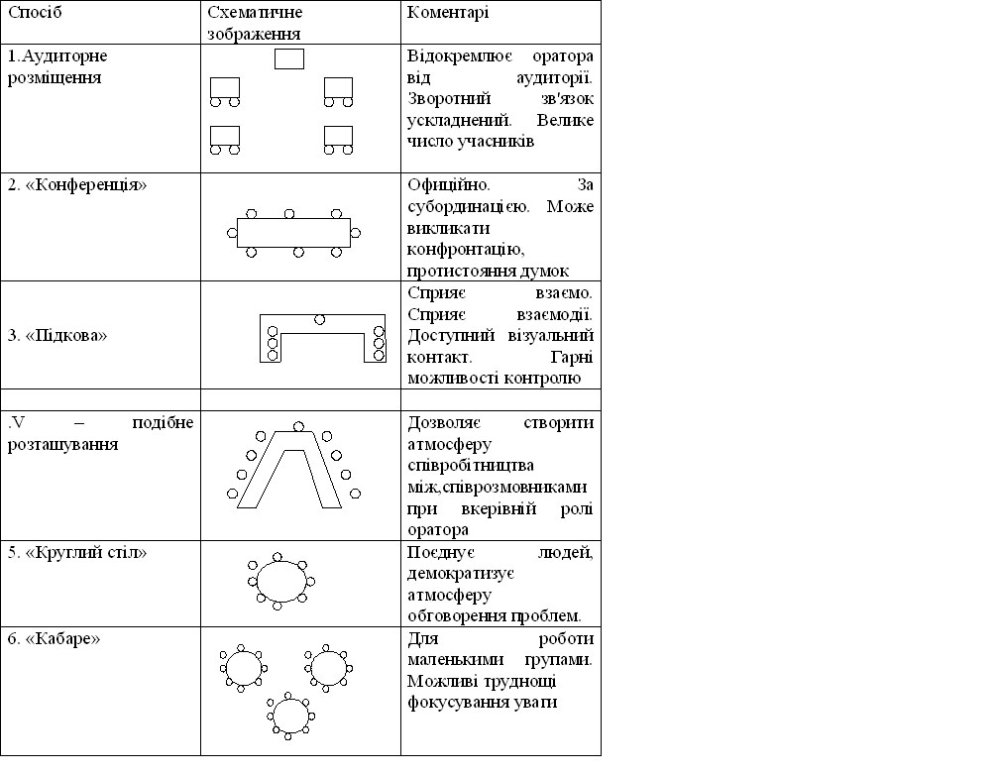 Спосіб
Схематичне
зображення
Коментарі
1.Аудиторне
розміщення
Відокремлює оратора
від аудиторії.
Зворотний зв'язок
ускладнений. Велике
число учасників
2. «Конференція»
Офиційно. За
субординацією. Може
викликати
конфронтацію,
протистояння думок
3. «Підкова»
Сприяє взаємо.
Сприяє взаємодії.
Доступний візуальний
контакт. Гарні
можливості контролю
.V – подібне
розташування
Дозволяє створити
атмосферу
співробітництва
між,співрозмовниками
при вкерівній ролі
оратора
5. «Круглий стіл»
Поєднує людей,
демократизує
атмосферу
обговорення проблем.
6. «Кабаре»
Для роботи
маленькими групами.
Можливі труднощі
фокусування уваги